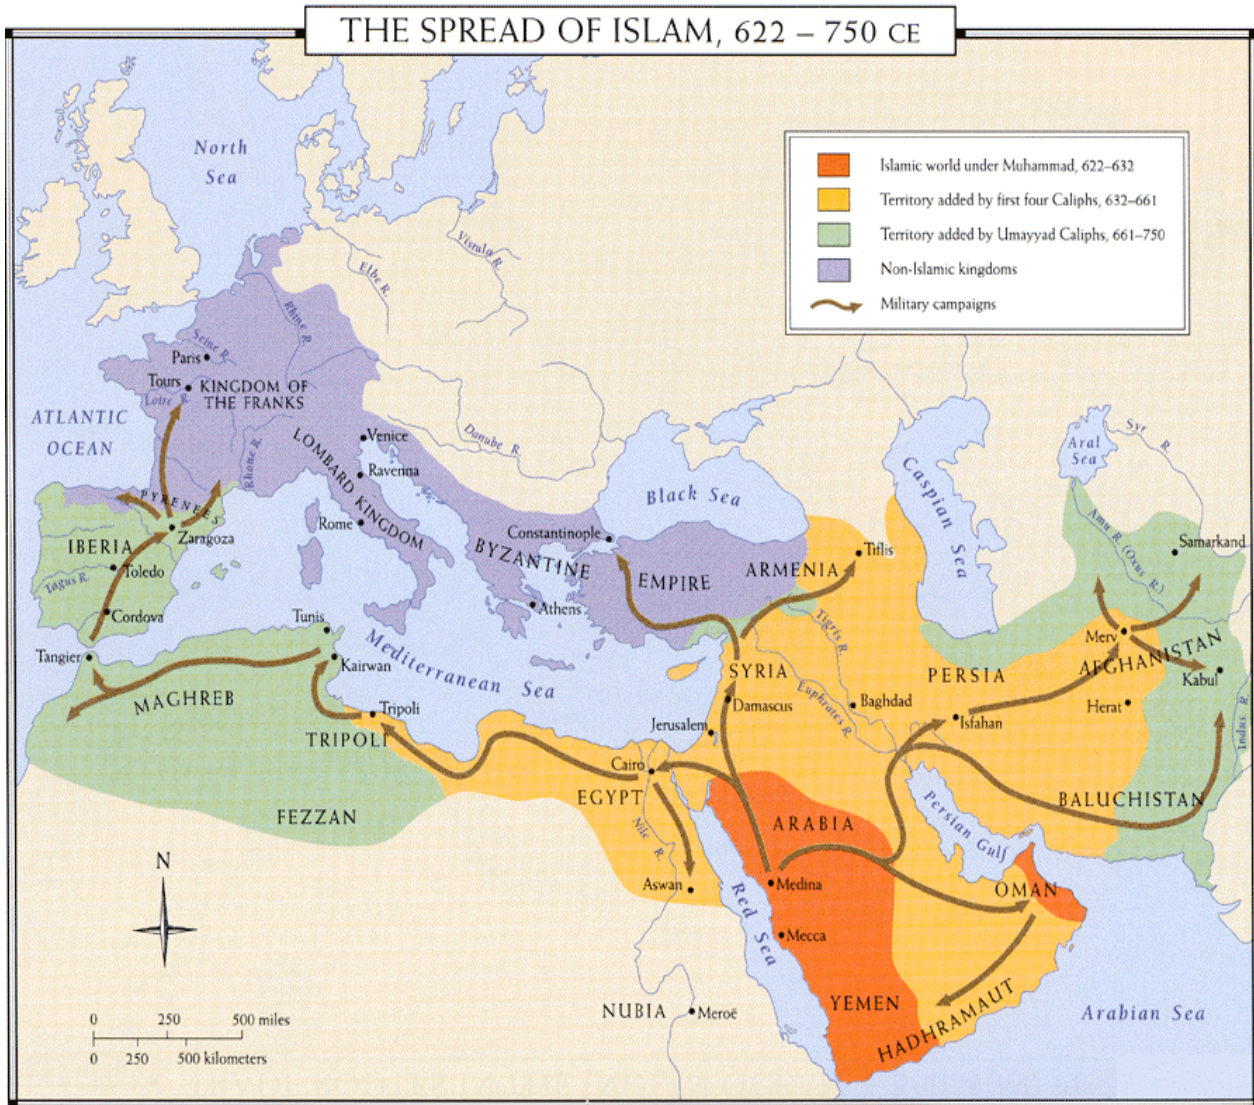 THE SPREAD OF ISLAM, 622 – 750 CE
Islamic world under Muhammad, 622–632
Territory added by first four Caliphs, 632–661
Territory added by Umayyad Caliphs, 661–750
Non-Islamic kingdoms
Military campaigns
North
Sea
Elbe R.
Vistula R.
Rhine R.
Seine R.
Paris
Tours
KINGDOM OF
THE FRANKS
Loire R.
ATLANTIC
OCEAN
Rhone R.
LOMBARD KINGDOM
Venice
Ravenna
Danube R.
Rome
PYRENEES
Zaragoza
IBERIA
Toledo
Tagus R.
Cordova
Tangier
Tunis
Kairwan
MAGHREB
Tripoli
TRIPOLI
FEZZAN
Mediterranean Sea
BYZANTINE
EMPIRE
Constantinople
Athens
Black Sea
ARMENIA
Tiflis
Caspian Sea
Aral
Sea
Syr R.
Amu R. (Oxus R.)
Samarkand
Merv
AFGHANISTAN
Kabul
Herat
Indus R.
PERSIA
Isfahan
BALUCHISTAN
SYRIA
Tigris R.
Euphrates R.
Baghdad
Damascus
Jerusalem
Cairo
EGYPT
Nile R.
Aswan
Red Sea
ARABIA
Medina
Mecca
YEMEN
HADHRAMAUT
OMAN
Persian Gulf
Arabian Sea
NUBIA
Meroë
N
0 250 500 miles
0 250 500 kilometers